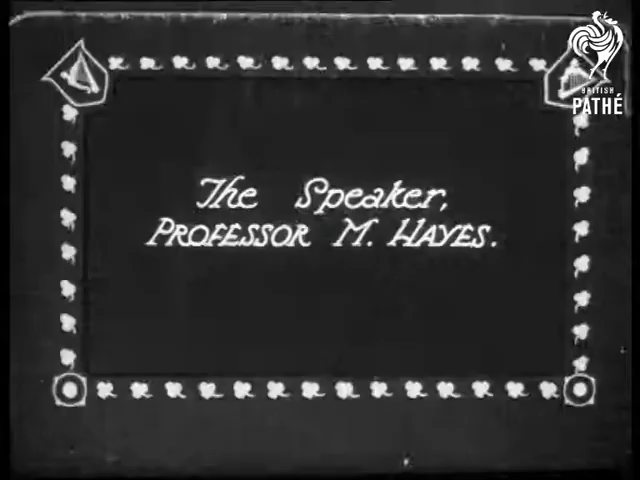 BRITISH
PATHÉ
The Speaker,
PROFESSOR M. HAYES.